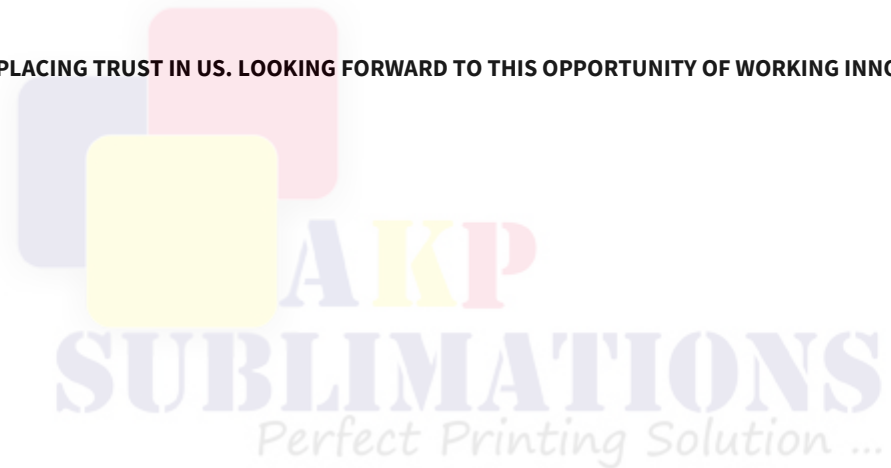 PLACING TRUST IN US. LOOKING FORWARD TO THIS OPPORTUNITY OF WORKING
AKP
SUBLIMATIONS
Perfect Printing Solution ...